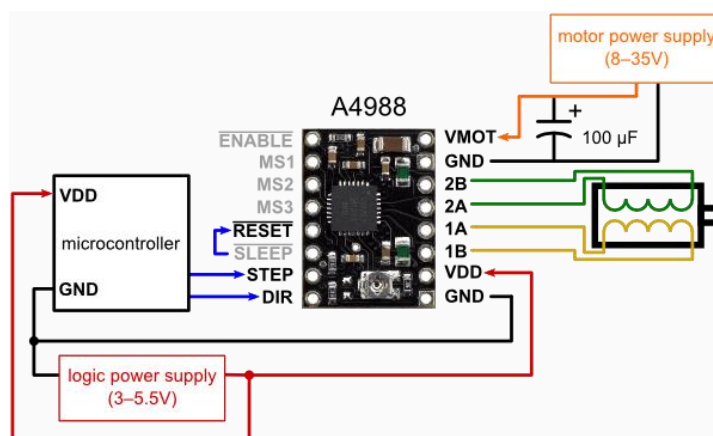 motor power supply
(8–35V)
A4988
ENABLE
MS1
MS2
MS3
RESET
SLEEP
STEP
DIR
VMOT
GND
2B
2A
1A
1B
VDD
GND
+
100 µF
VDD
microcontroller
GND
logic power supply
(3–5.5V)